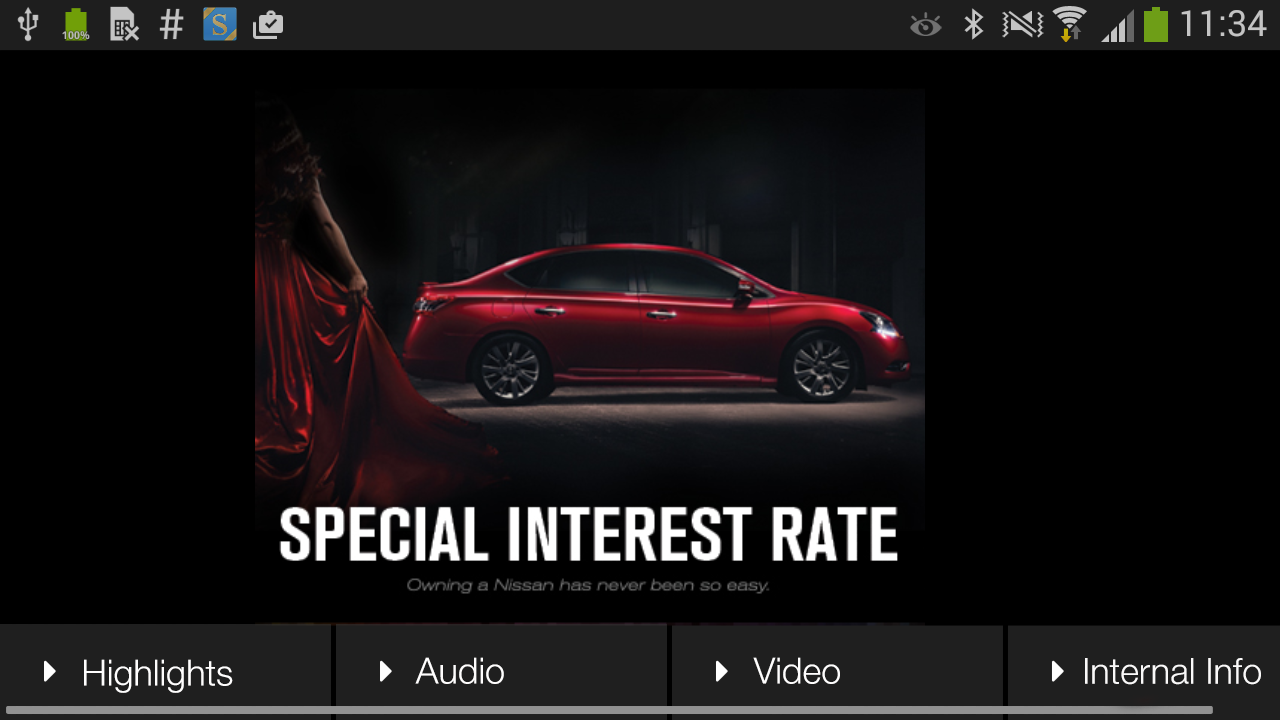 100%
#
S
11:34
SPECIAL INTEREST RATE
Owning a Nissan has never been so easy.
Highlights
Audio
Video
Internal Info